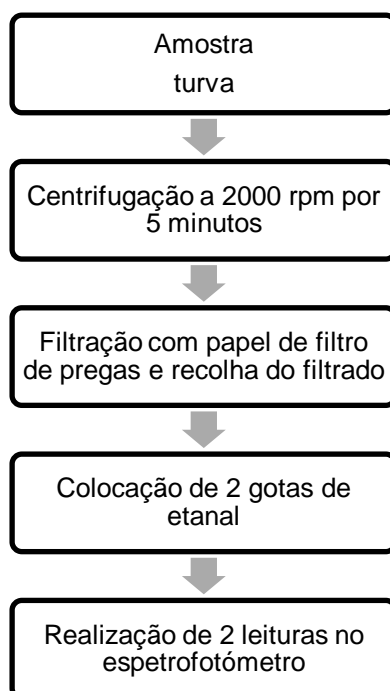 Amostra
turva
Centrifugação a 2000 rpm por
5 minutos
Filtração com papel de filtro
de pregas e recolha do filtrado
Colocação de 2 gotas de
etanal
Realização de 2 leituras no
espetrofotómetro